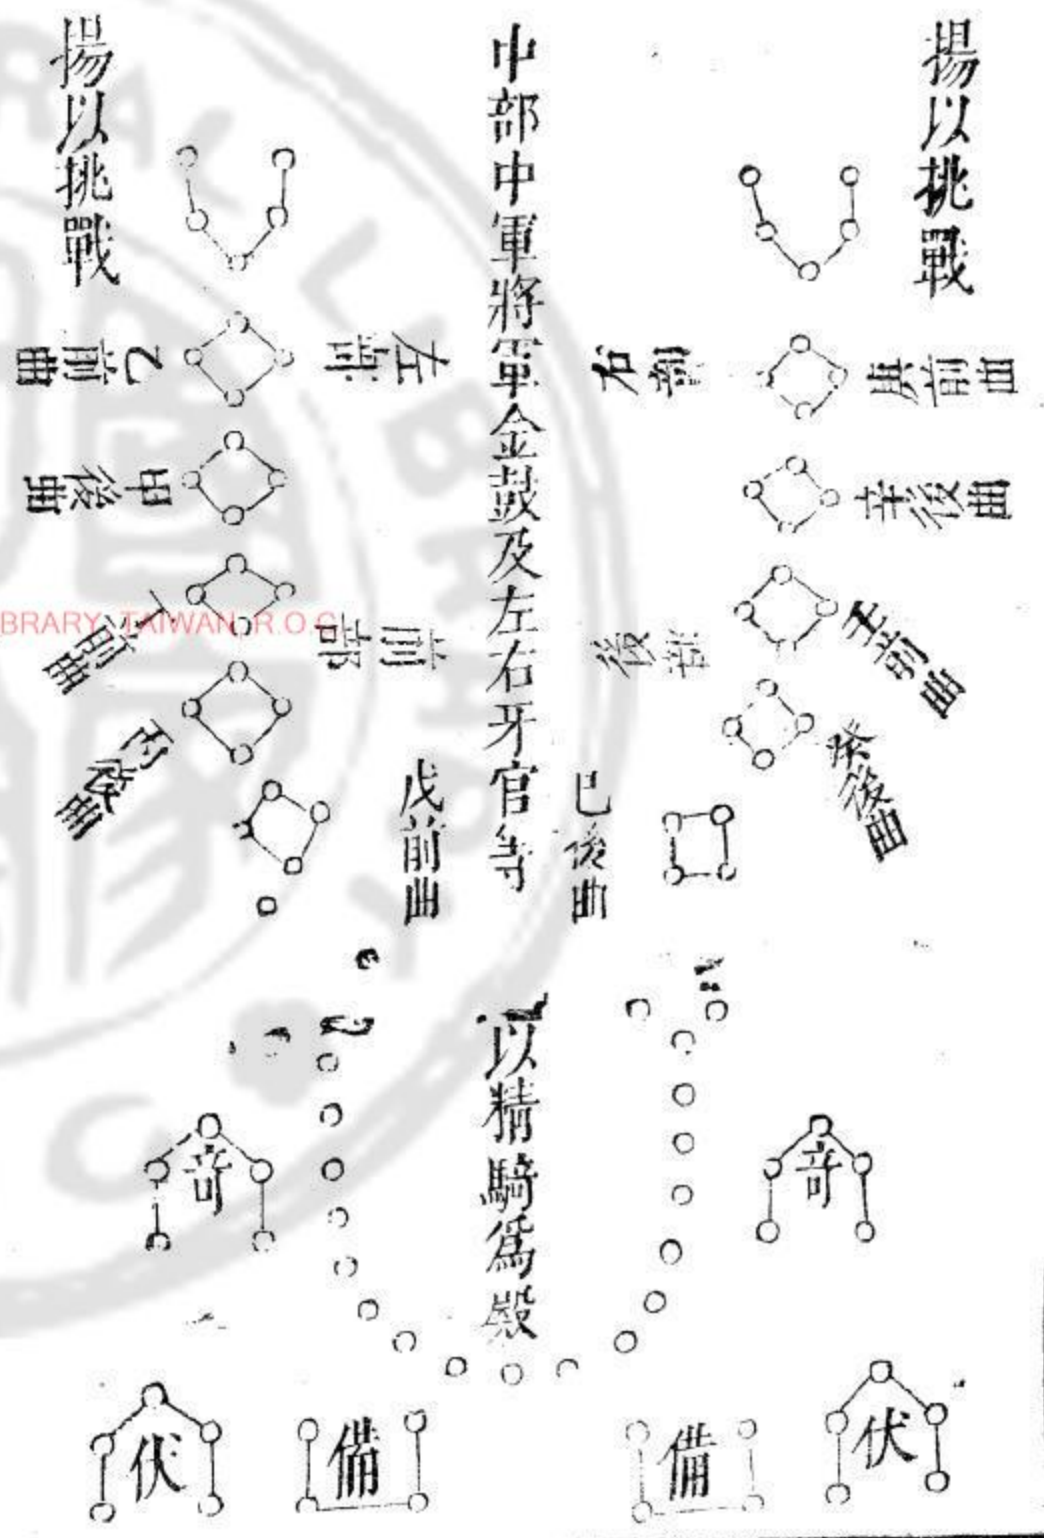 揚以挑戰
中部中軍將軍金鼓及左右牙官等
揚以挑戰
右部
庚前曲
辛後曲
後部
壬前曲
癸後曲
巳後曲
左部
乙前曲
甲後曲
前部
丁前曲
丙後曲
戊前曲
以精騎爲殿
奇
奇
伏
備
備
伏
BRARY, TAIWAN R.O.C